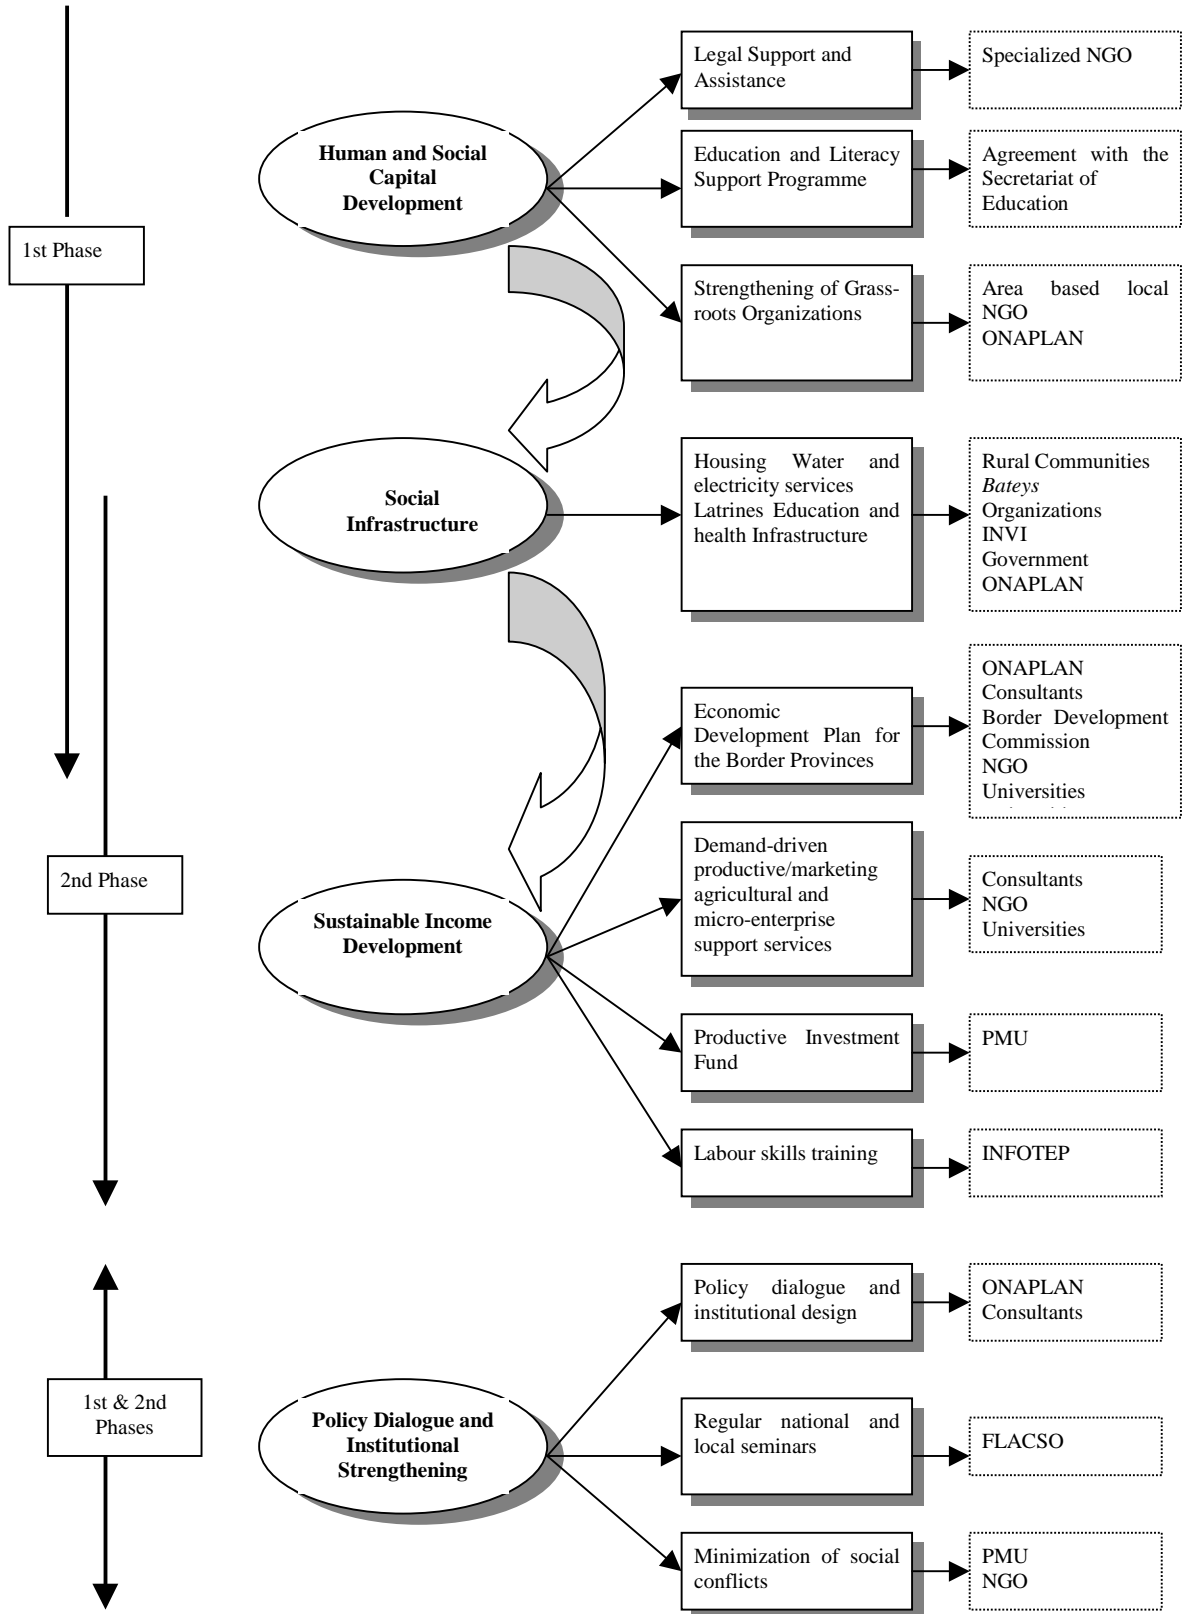 Legal Support and
Assistance
Specialized NGO
Human and Social
Capital
Development
Education and Literacy
Support Programme
Agreement with the
Secretariat of
Education
1st Phase
Strengthening of Grass-
roots Organizations
Area based local
NGO
ONAPLAN
Social
Infrastructure
Housing Water and
electricity services
Latrines Education and
health Infrastructure
Rural Communities
Bateys
Organizations
INVI
Government
ONAPLAN
Economic
Development Plan for
the Border Provinces
ONAPLAN
Consultants
Border Development
Commission
NGO
Universities
2nd Phase
Sustainable Income
Development
Demand-driven
productive/marketing
agricultural and
micro-enterprise
support services
Consultants
NGO
Universities
Productive Investment
Fund
PMU
Labour skills training
INFOTEP
Policy dialogue and
institutional design
ONAPLAN
Consultants
1st & 2nd
Phases
Policy Dialogue and
Institutional
Strengthening
Regular national and
local seminars
FLACSO
Minimization of social
conflicts
PMU
NGO